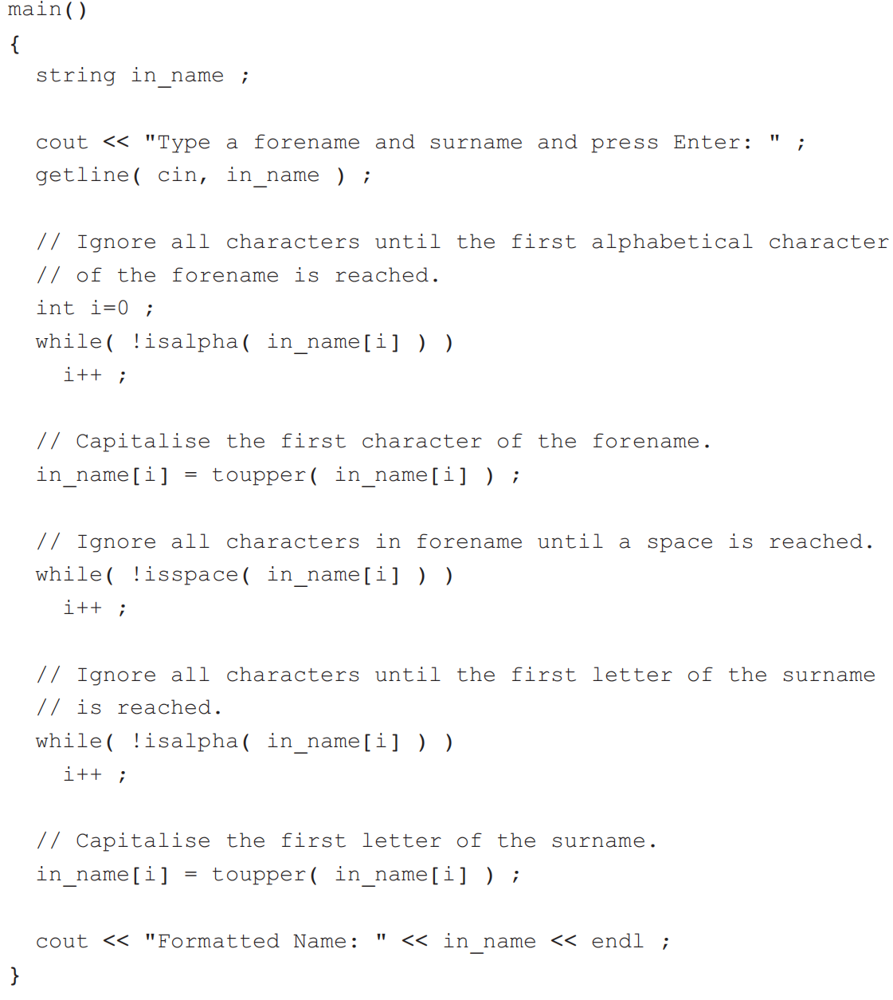 main()
{
  string in_name ;

  cout << "Type a forename and surname and press Enter: " ;
  getline( cin, in_name ) ;

  // Ignore all characters until the first alphabetical character
  // of the forename is reached.
  int i=0 ;
  while( !isalpha( in_name[i] ) )
    i++ ;

  // Capitalise the first character of the forename.
  in_name[i] = toupper( in_name[i] ) ;

  // Ignore all characters in forename until a space is reached.
  while( !isspace( in_name[i] ) )
    i++ ;

  // Ignore all characters until the first letter of the surname
  // is reached.
  while( !isalpha( in_name[i] ) )
    i++ ;

  // Capitalise the first letter of the surname.
  in_name[i] = toupper( in_name[i] ) ;

  cout << "Formatted Name: " << in_name << endl ;
}